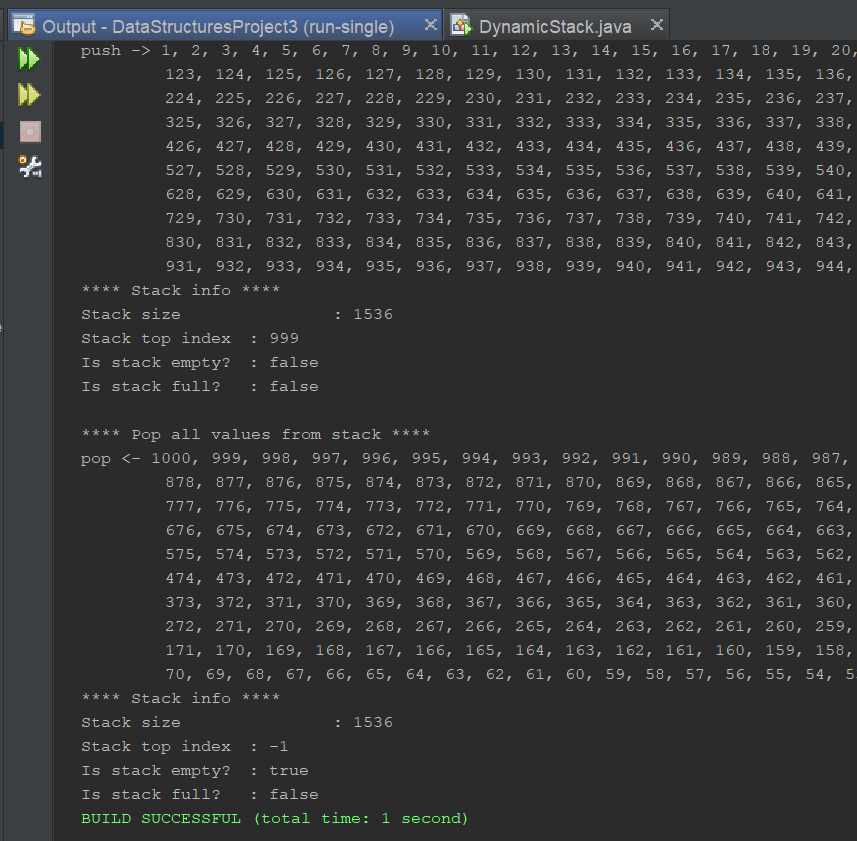 Output - DataStructuresProject3 (run-single)
DynamicStack.java
push -> 1, 2, 3, 4, 5, 6, 7, 8, 9, 10, 11, 12, 13, 14, 15, 16, 17, 18, 19, 20,
123, 124, 125, 126, 127, 128, 129, 130, 131, 132, 133, 134, 135, 136,
224, 225, 226, 227, 228, 229, 230, 231, 232, 233, 234, 235, 236, 237,
325, 326, 327, 328, 329, 330, 331, 332, 333, 334, 335, 336, 337, 338,
426, 427, 428, 429, 430, 431, 432, 433, 434, 435, 436, 437, 438, 439,
527, 528, 529, 530, 531, 532, 533, 534, 535, 536, 537, 538, 539, 540,
628, 629, 630, 631, 632, 633, 634, 635, 636, 637, 638, 639, 640, 641,
729, 730, 731, 732, 733, 734, 735, 736, 737, 738, 739, 740, 741, 742,
830, 831, 832, 833, 834, 835, 836, 837, 838, 839, 840, 841, 842, 843,
931, 932, 933, 934, 935, 936, 937, 938, 939, 940, 941, 942, 943, 944,
**** Stack info ****
Stack size : 1536
Stack top index : 999
Is stack empty? : false
Is stack full? : false
**** Pop all values from stack ****
pop <- 1000, 999, 998, 997, 996, 995, 994, 993, 992, 991, 990, 989, 988, 987,
878, 877, 876, 875, 874, 873, 872, 871, 870, 869, 868, 867, 866, 865,
777, 776, 775, 774, 773, 772, 771, 770, 769, 768, 767, 766, 765, 764,
676, 675, 674, 673, 672, 671, 670, 669, 668, 667, 666, 665, 664, 663,
575, 574, 573, 572, 571, 570, 569, 568, 567, 566, 565, 564, 563, 562,
474, 473, 472, 471, 470, 469, 468, 467, 466, 465, 464, 463, 462, 461,
373, 372, 371, 370, 369, 368, 367, 366, 365, 364, 363, 362, 361, 360,
272, 271, 270, 269, 268, 267, 266, 265, 264, 263, 262, 261, 260, 259,
171, 170, 169, 168, 167, 166, 165, 164, 163, 162, 161, 160, 159, 158,
70, 69, 68, 67, 66, 65, 64, 63, 62, 61, 60, 59, 58, 57, 56, 55, 54,
**** Stack info ****
Stack size : 1536
Stack top index : -1
Is stack empty? : true
Is stack full? : false
BUILD SUCCESSFUL (total time: 1 second)